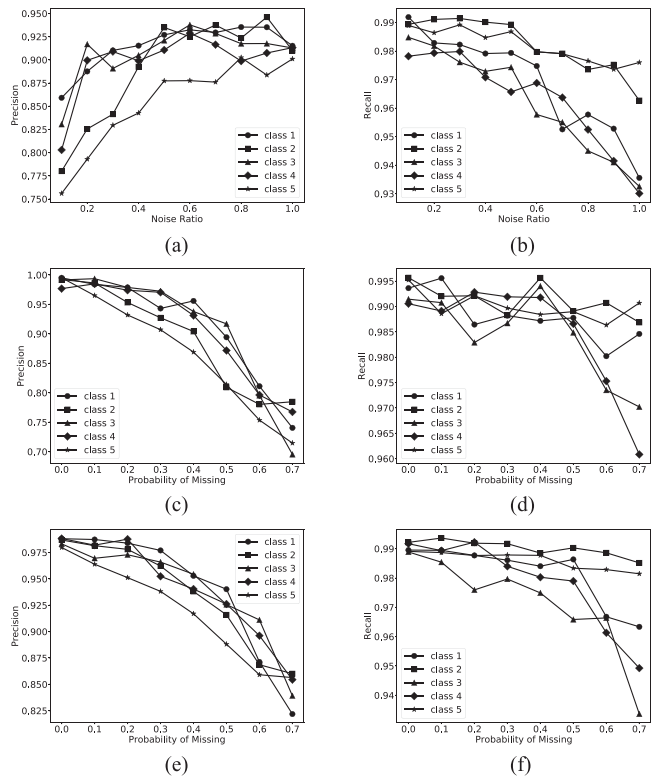 0.950
0.925
0.900
0.875
0.850
0.825
0.800
0.775
0.750
Precision
0.2 0.4 0.6 0.8 1.0
Noise Ratio
class 1
class 2
class 3
class 4
class 5
(a)
0.99
0.98
0.97
0.96
0.95
0.94
0.93
Recall
0.2 0.4 0.6 0.8 1.0
Noise Ratio
class 1
class 2
class 3
class 4
class 5
(b)
1.00
0.95
0.90
0.85
0.80
0.75
0.70
Precision
0.0 0.1 0.2 0.3 0.4 0.5 0.6 0.7
Probability of Missing
class 1
class 2
class 3
class 4
class 5
(c)
0.995
0.990
0.985
0.980
0.975
0.970
0.965
0.960
Recall
0.0 0.1 0.2 0.3 0.4 0.5 0.6 0.7
Probability of Missing
class 1
class 2
class 3
class 4
class 5
(d)
0.975
0.950
0.925
0.900
0.875
0.850
0.825
Precision
0.0 0.1 0.2 0.3 0.4 0.5 0.6 0.7
Probability of Missing
class 1
class 2
class 3
class 4
class 5
(e)
0.99
0.98
0.97
0.96
0.95
0.94
Recall
0.0 0.1 0.2 0.3 0.4 0.5 0.6 0.7
Probability of Missing
class 1
class 2
class 3
class 4
class 5
(f)